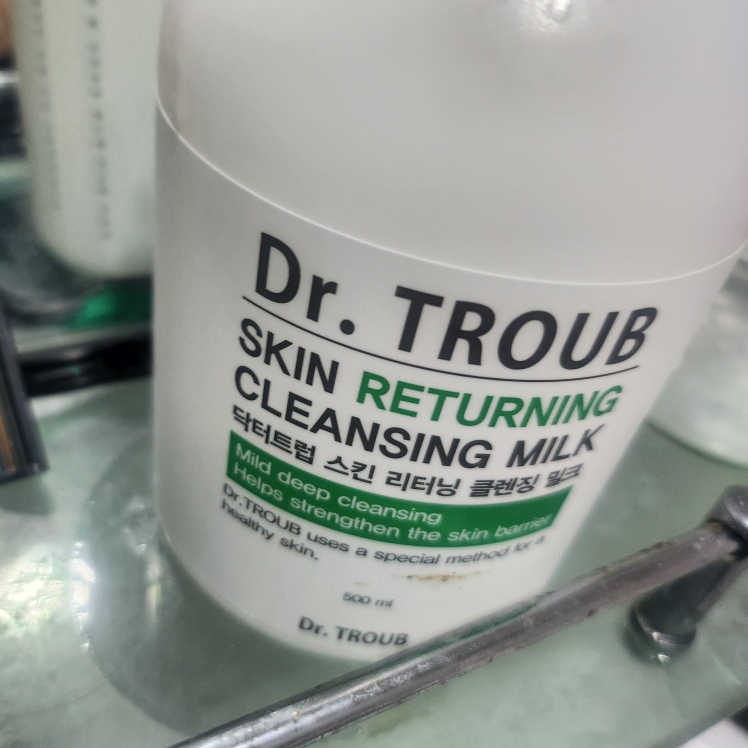 Dr. TROUB
SKIN RETURNING
CLEANSING MILK
닥터트럽 스킨 리터닝 클렌징 밀크
Mild deep cleansing
Helps strengthen the skin barrier
Dr.TROUB uses a special method for a
healthy skin.
500 ml
Dr. TROUB